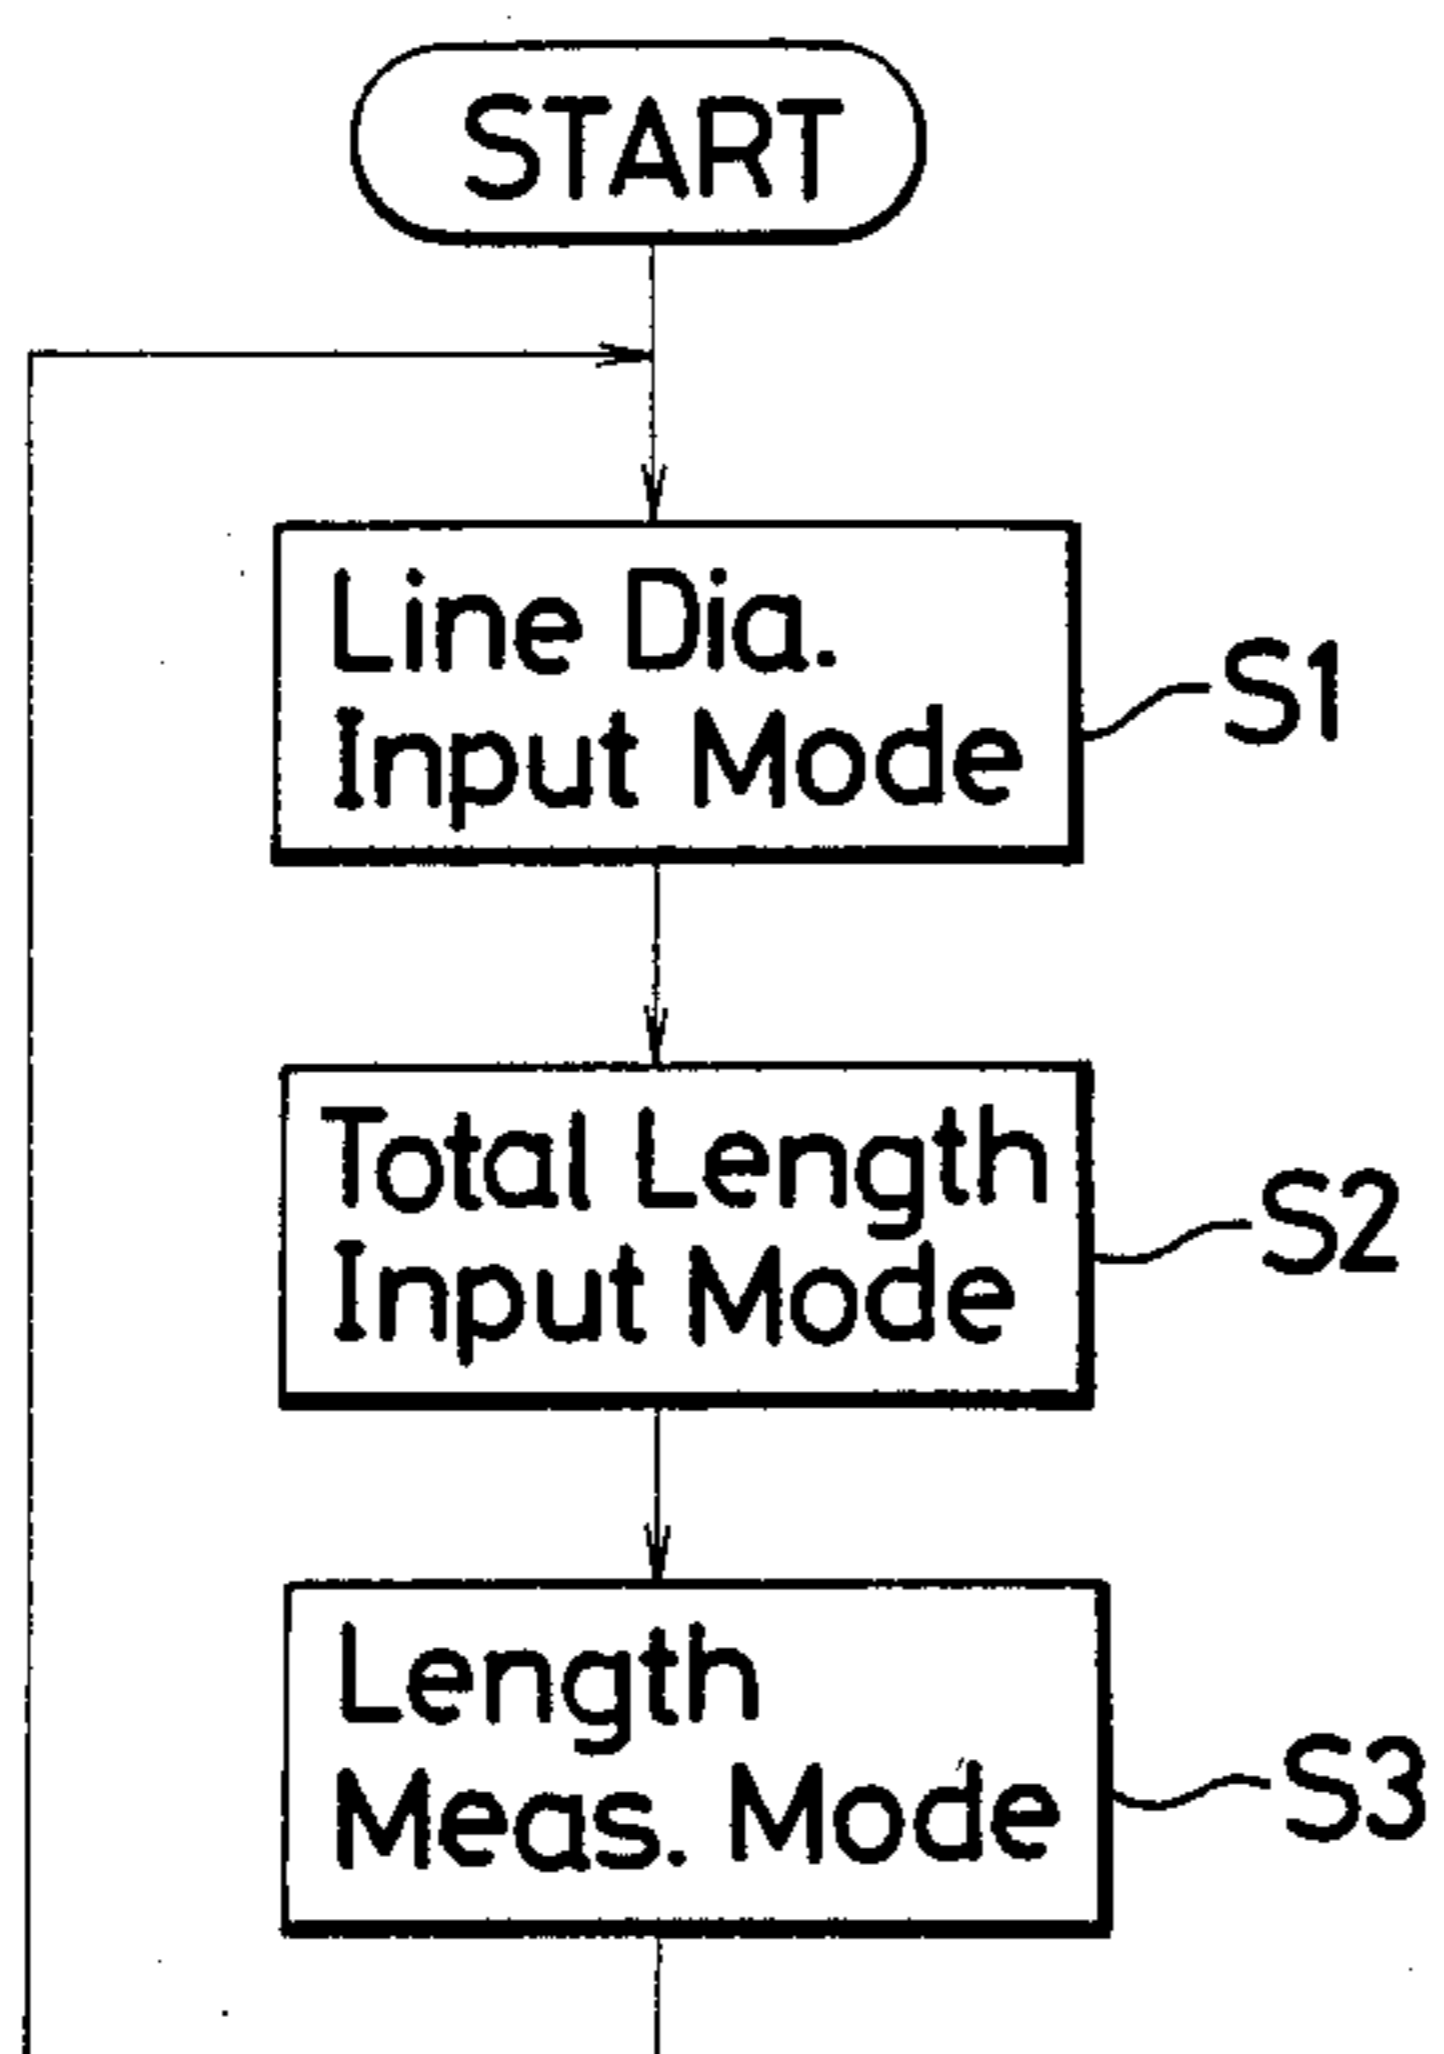 START
Line Dia.
Input Mode
S1
Total Length
Input Mode
S2
Length
Meas. Mode
S3